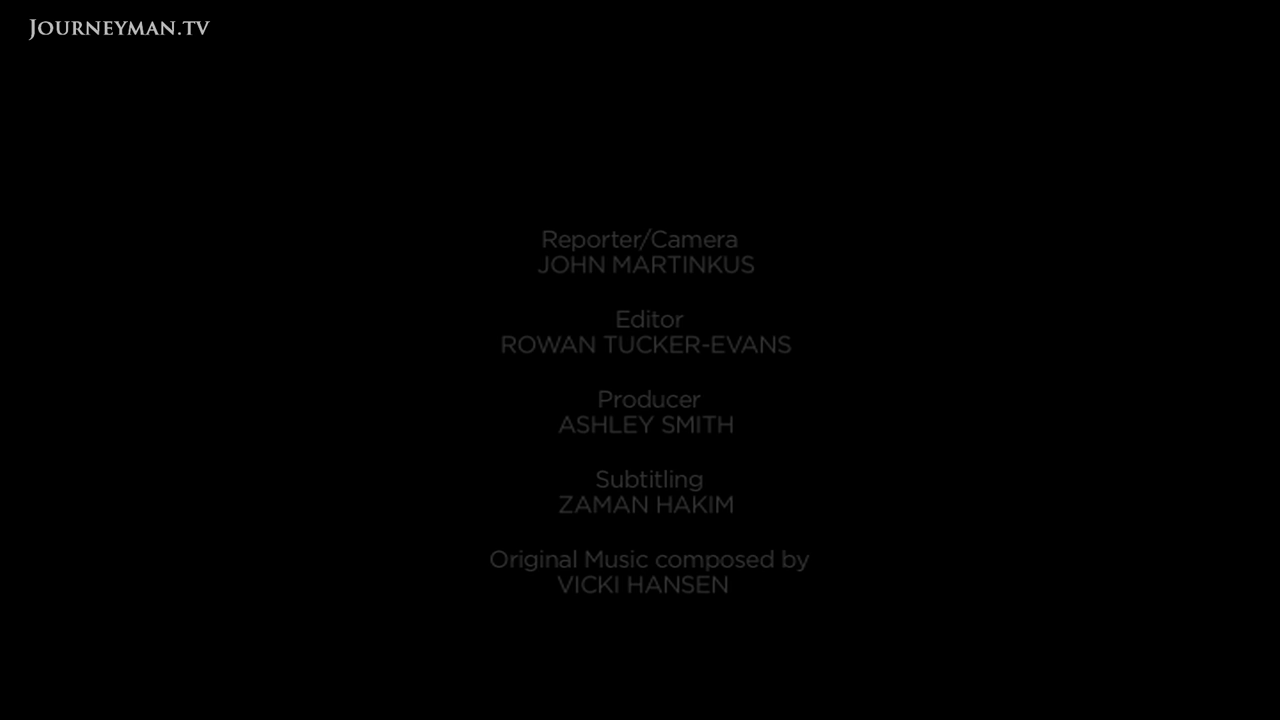 JOURNEYMAN.TV
Reporter/Camera
JOHN MARTINKUS
Editor
ROWAN TUCKER-EVANS
Producer
ASHLEY SMITH
Subtitling
ZAMAN HAKIM
Original Music composed by
VICKI HANSEN